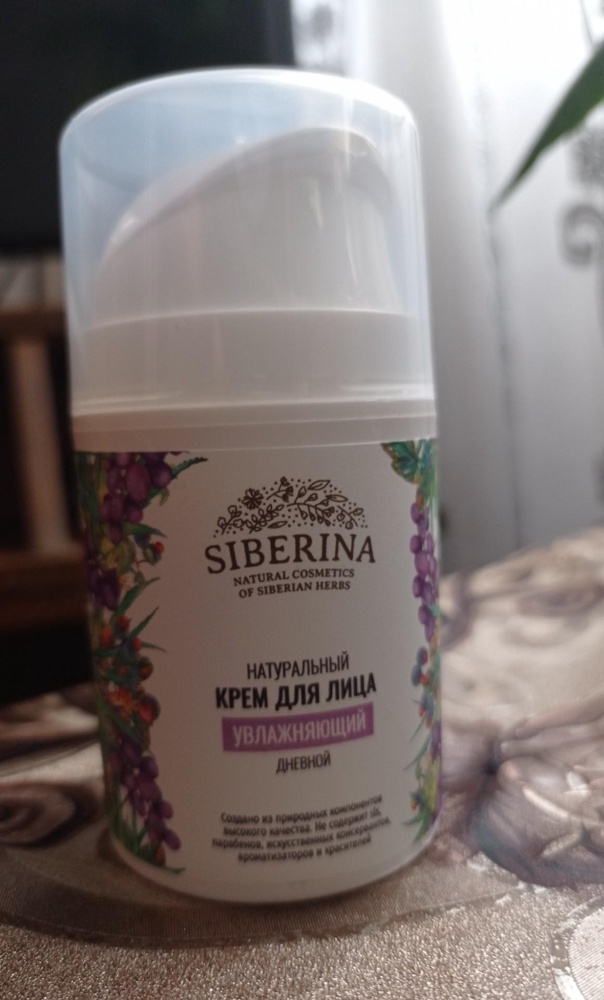 SIBERINA
NATURAL COSMETICS
OF SIBERIAN HERBS
НАТУРАЛЬНЫЙ
КРЕМ ДЛЯ ЛИЦА
УВЛАЖНЯЮЩИЙ
ДНЕВНОЙ
Создано из природных компонентов
высокого качества. Не содержит sls,
парабенов, искусственных консервантов,
ароматизаторов и красителей